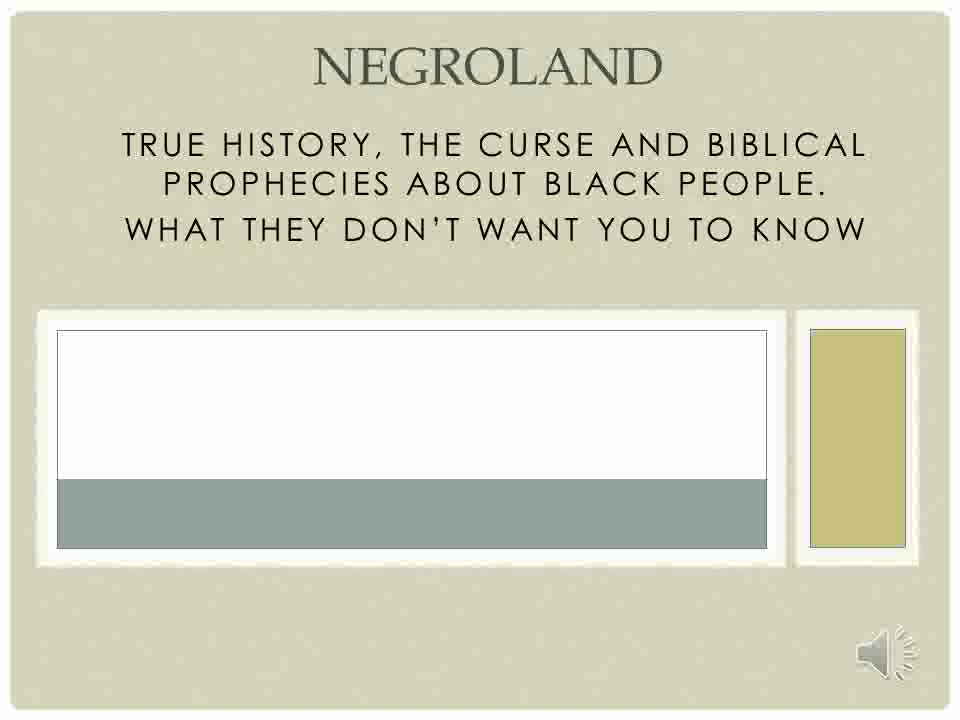 NEGROLAND
TRUE HISTORY, THE CURSE AND BIBLICAL
PROPHECIES ABOUT BLACK PEOPLE.
WHAT THEY DON'T WANT YOU TO KNOW